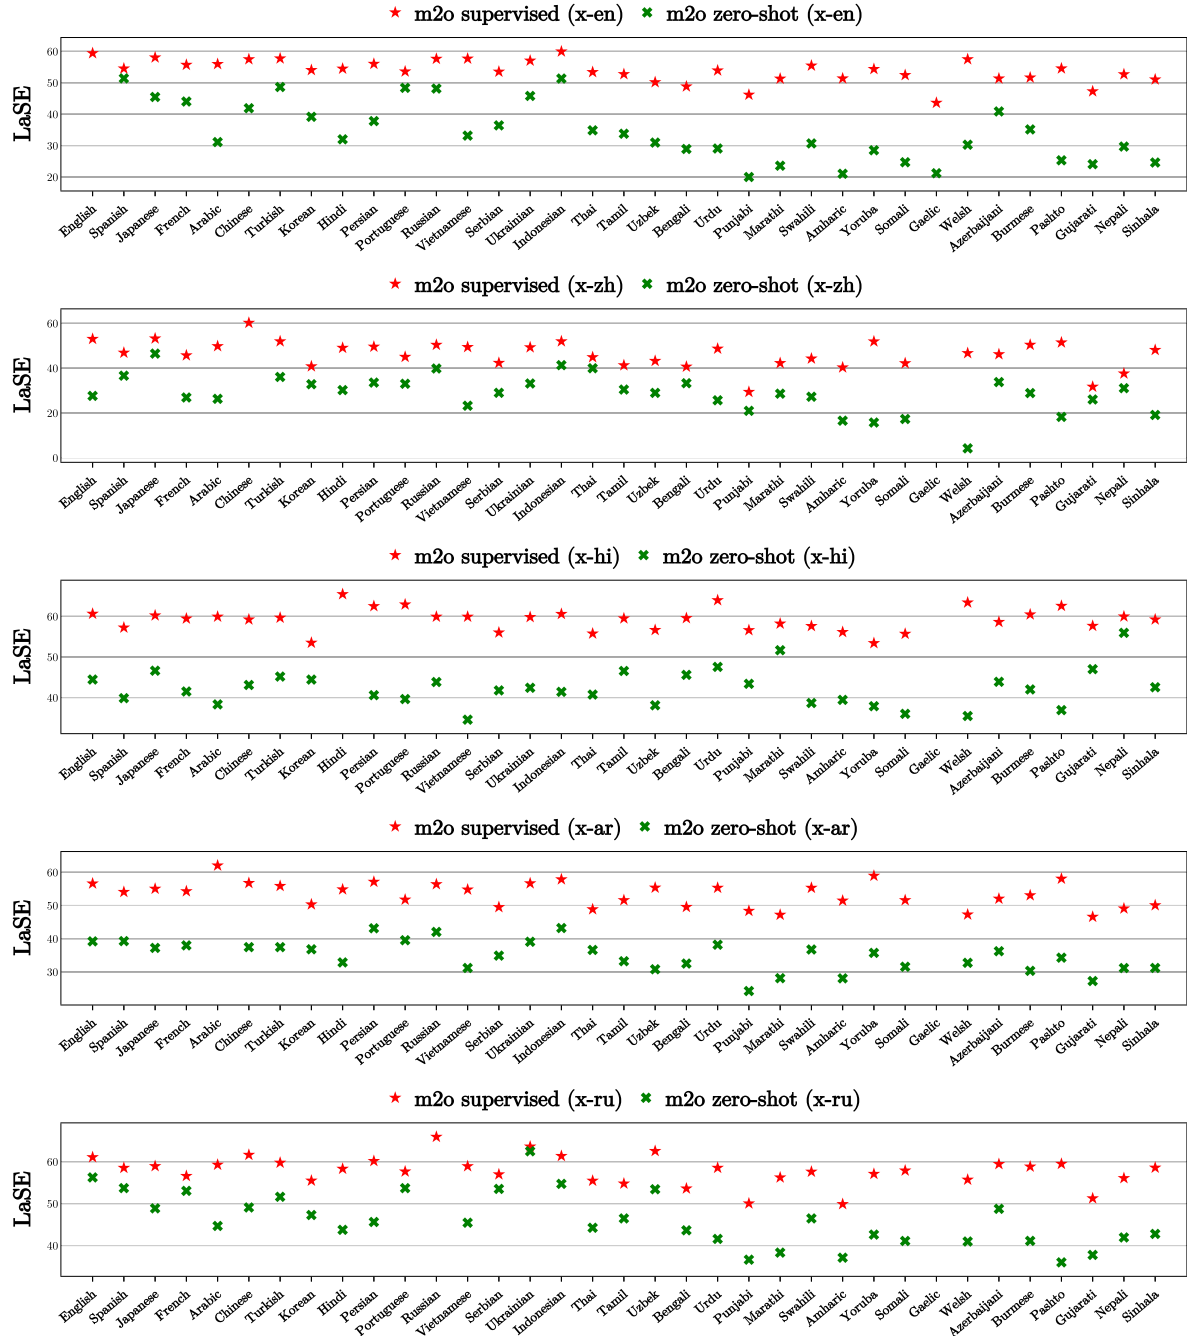 m2o supervised (x-en) m2o zero-shot (x-en)
LaSE
60
50
40
30
20
English Spanish Japanese French Arabic Chinese Turkish Korean Hindi Persian Portuguese Russian Vietnamese Serbian Ukrainian Indonesian Thai Tamil Uzbek Bengali Urdu Punjabi Marathi Swahili Amharic Yoruba Somali Gaelic Welsh Azerbaijani Burmese Pashto Gujarati Nepali Sinhala
m2o supervised (x-zh) m2o zero-shot (x-zh)
LaSE
60
40
20
0
English Spanish Japanese French Arabic Chinese Turkish Korean Hindi Persian Portuguese Russian Vietnamese Serbian Ukrainian Indonesian Thai Tamil Uzbek Bengali Urdu Punjabi Marathi Swahili Amharic Yoruba Somali Gaelic Welsh Azerbaijani Burmese Pashto Gujarati Nepali Sinhala
m2o supervised (x-hi) m2o zero-shot (x-hi)
LaSE
60
50
40
English Spanish Japanese French Arabic Chinese Turkish Korean Hindi Persian Portuguese Russian Vietnamese Serbian Ukrainian Indonesian Thai Tamil Uzbek Bengali Urdu Punjabi Marathi Swahili Amharic Yoruba Somali Gaelic Welsh Azerbaijani Burmese Pashto Gujarati Nepali Sinhala
m2o supervised (x-ar) m2o zero-shot (x-ar)
LaSE
60
50
40
30
English Spanish Japanese French Arabic Chinese Turkish Korean Hindi Persian Portuguese Russian Vietnamese Serbian Ukrainian Indonesian Thai Tamil Uzbek Bengali Urdu Punjabi Marathi Swahili Amharic Yoruba Somali Gaelic Welsh Azerbaijani Burmese Pashto Gujarati Nepali Sinhala
m2o supervised (x-ru) m2o zero-shot (x-ru)
LaSE
60
50
40
English Spanish Japanese French Arabic Chinese Turkish Korean Hindi Persian Portuguese Russian Vietnamese Serbian Ukrainian Indonesian Thai Tamil Uzbek Bengali Urdu Punjabi Marathi Swahili Amharic Yoruba Somali Gaelic Welsh Azerbaijani Burmese Pashto Gujarati Nepali Sinhala